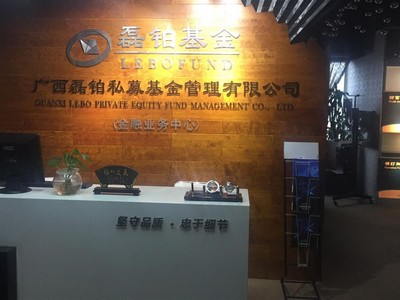 磊铂基金
LEBOFUND
广西磊铂私募基金管理有限公司
GUANXI LEBO PRIVATE EQUITY FUND MANAGEMENT CO., LTD
(金融业务中心)
坚守品质·忠于细节